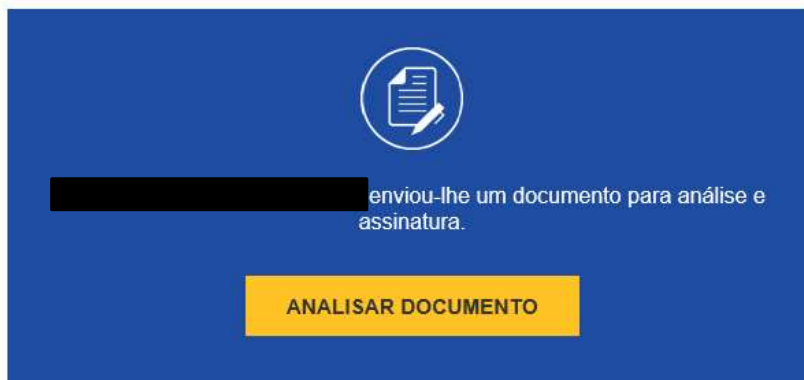 enviou-lhe um documento para análise e
assinatura.
ANALISAR DOCUMENTO